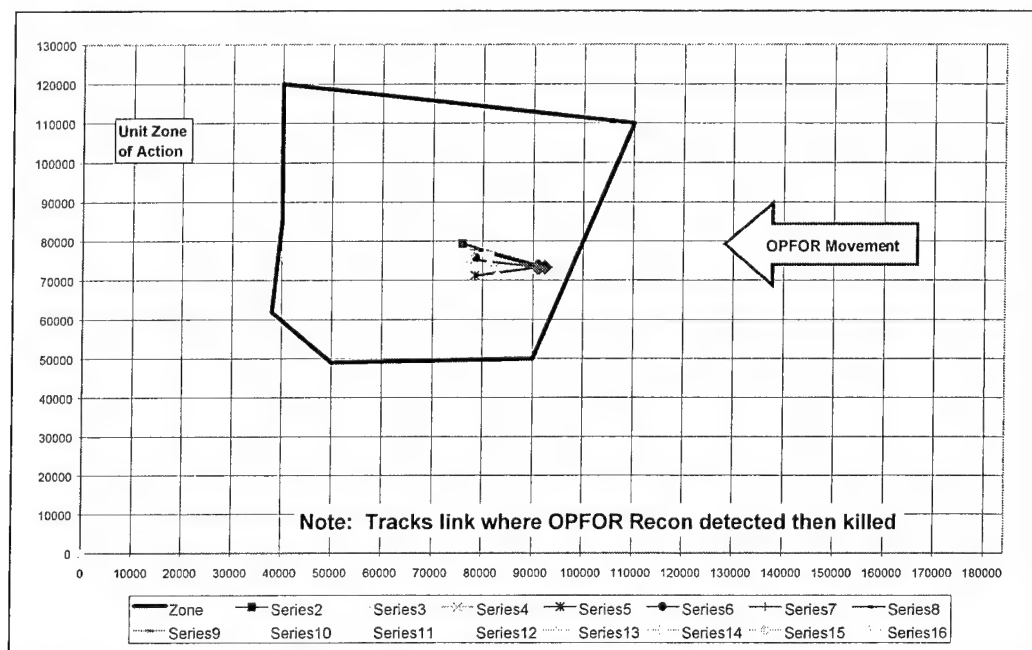 130000
120000
110000
100000
90000
80000
70000
60000
50000
40000
30000
20000
10000
0
Unit Zone
of Action
OPFOR Movement
Note: Tracks link where OPFOR Recon detected then killed
0 10000 20000 30000 40000 50000 60000 70000 80000 90000 100000 110000 120000 130000 140000 150000 160000 170000 180000
Zone Series2 Series3 Series4 Series5 Series6 Series7 Series8
Series9 Series10 Series11 Series12 Series13 Series14 Series15 Series16